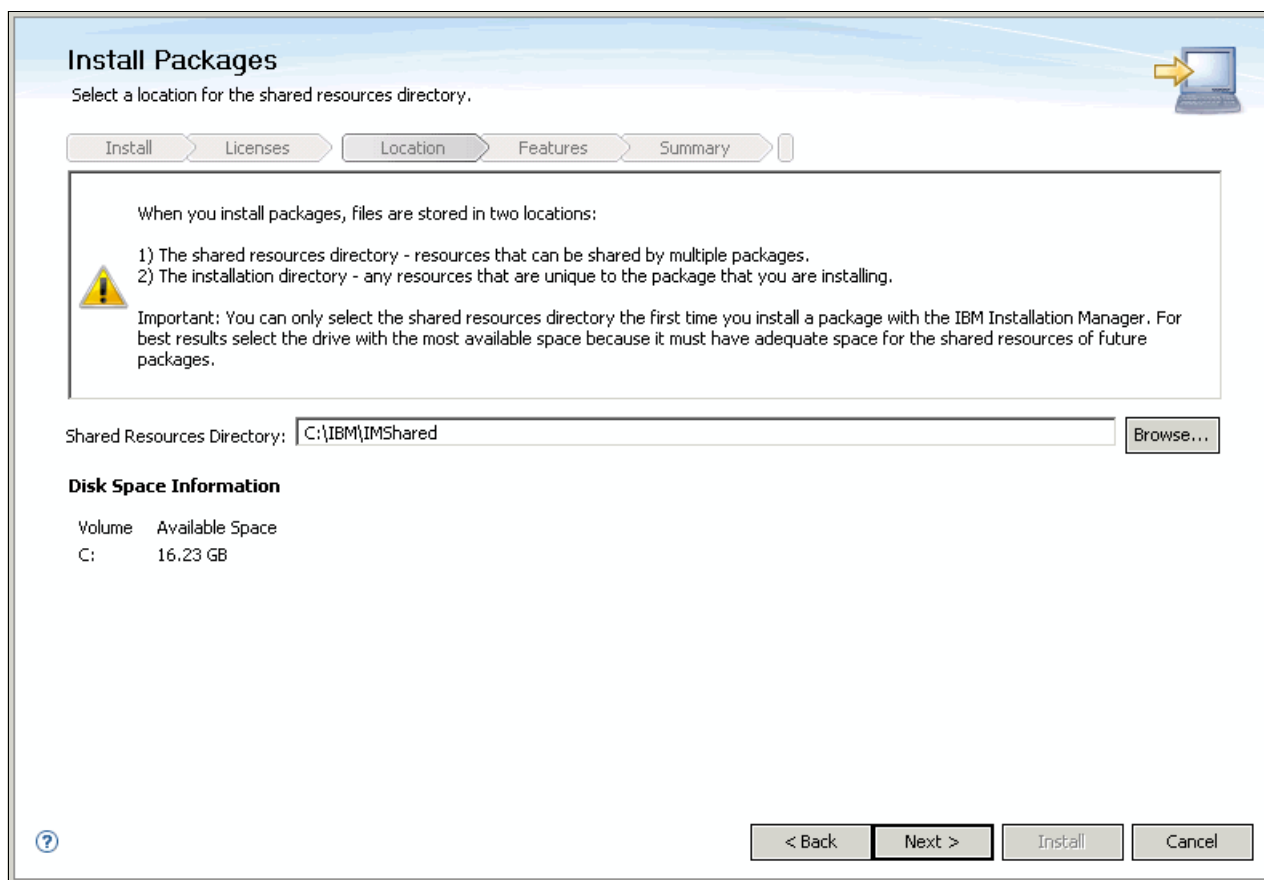 Install Packages
Select a location for the shared resources directory.
Install Licenses Location Features Summary
When you install packages, files are stored in two locations:
1) The shared resources directory - resources that can be shared by multiple packages.
2) The installation directory - any resources that are unique to the package that you are installing.
Important: You can only select the shared resources directory the first time you install a package with the IBM Installation Manager. For
best results select the drive with the most available space because it must have adequate space for the shared resources of future
packages.
Shared Resources Directory: C:\IBM\IMShared Browse...
Disk Space Information
Volume Available Space
C: 16.23 GB
? < Back Next > Install Cancel